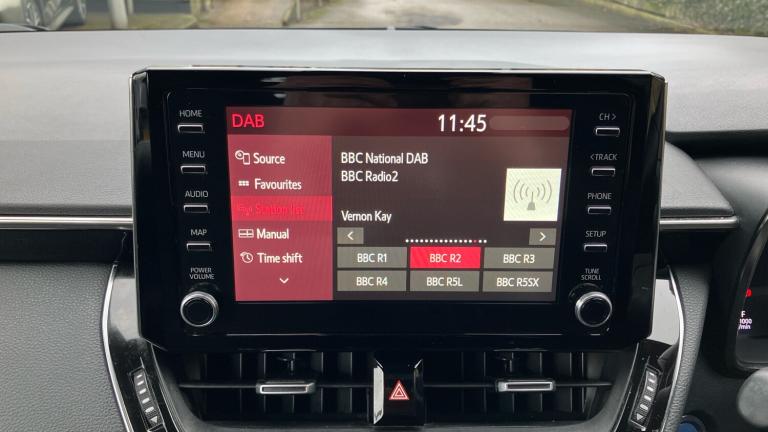 DAB
11:45
HOME
MENU
AUDIO
MAP
POWER
VOLUME
Source
Favourites
Station list
Manual
Time shift
BBC National DAB
BBC Radio2
Vernon Kay
BBC R1 BBC R2 BBC R3
BBC R4 BBC R5L BBC R5SX
CH >
< TRACK
PHONE
SETUP
TUNE
SCROLL
F
1000
/min